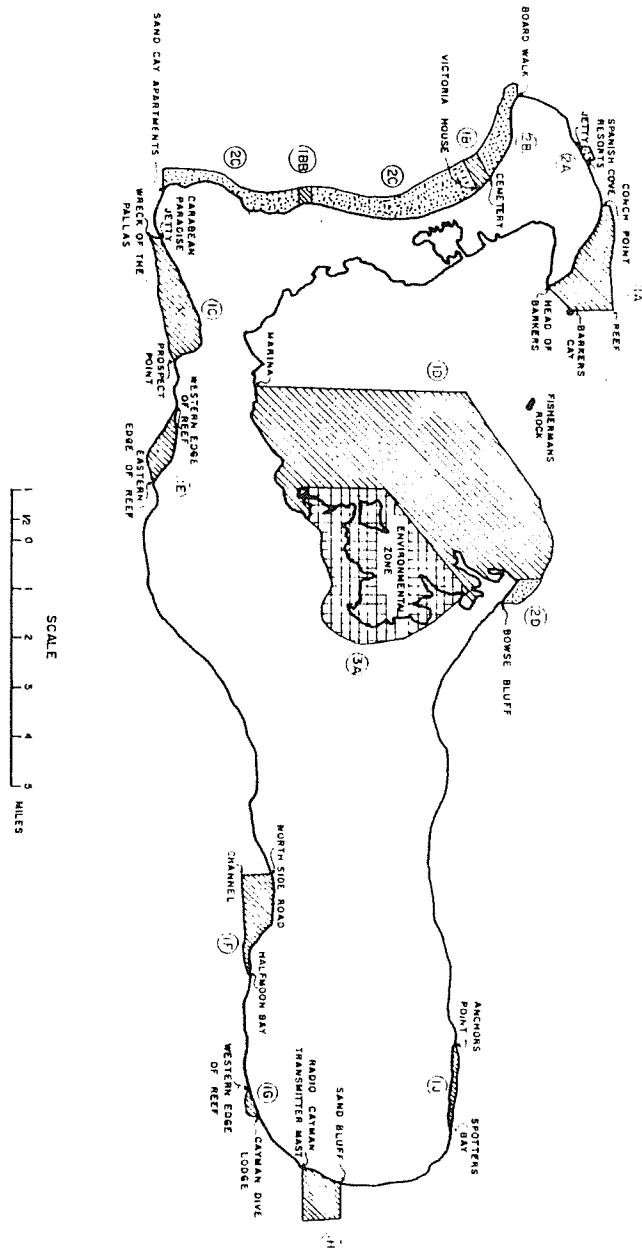 CONCH POINT
REEF
1A
SPANISH COVE
RESORTS
JETTY
2A
BARKERS CAY
HEAD OF
BARKERS
BOARD WALK
2B
CEMETERY
1B
VICTORIA HOUSE
2C
1BB
2C
SAND CAY APARTMENTS
CARABEAN
PARADISE
JETTY
WRECK OF THE
PALLAS
1C
PROSPECT
POINT
MARINA
1D
FISHERMANS
ROCK
WESTERN EDGE
OF REEF
1E
EASTERN
EDGE OF REEF
ENVIRONMENTAL
ZONE
3A
2D
BOWSE BLUFF
NORTH SIDE ROAD
CHANNEL
1F
HALFMOON BAY
1G
WESTERN EDGE
OF REEF
CAYMAN DIVE
LODGE
ANCHORS
POINT
1J
SPOTTERS
BAY
SAND BLUFF
RADIO CAYMAN
TRANSMITTER MAST
H
1 1/2 0 1 2 3 4 5
MILES
SCALE